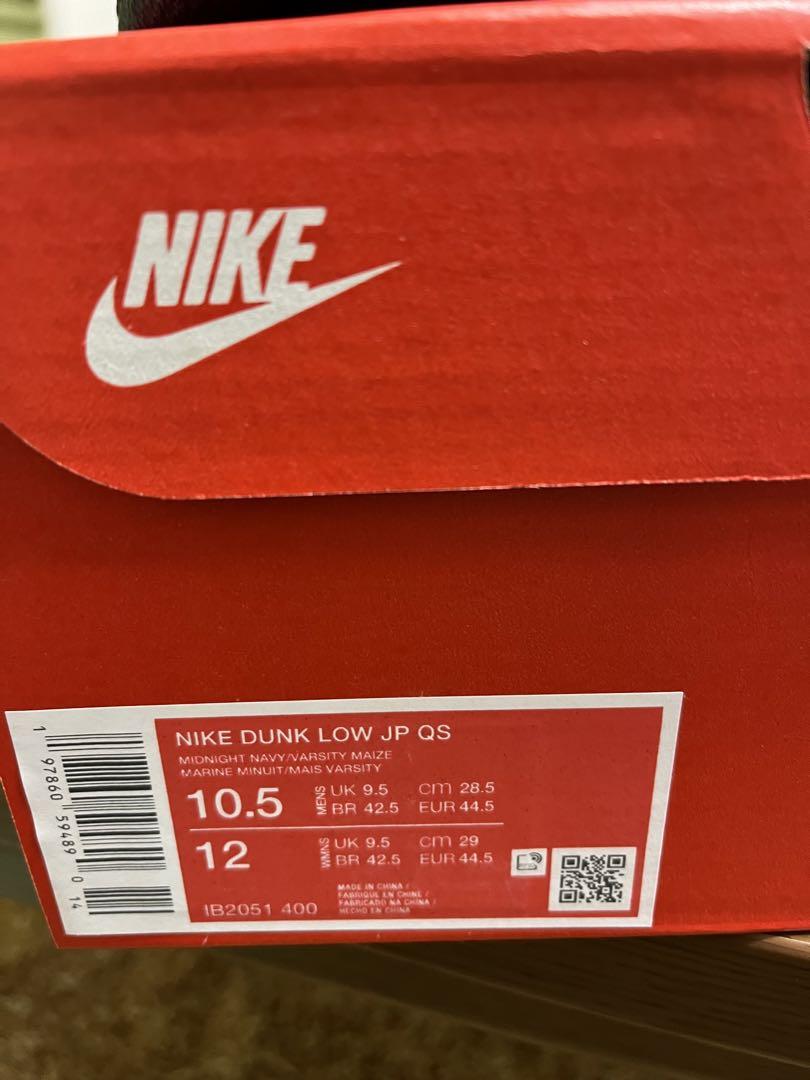 NIKE
NIKE DUNK LOW JP QS
MIDNIGHT NAVY/VARSITY MAIZE
MARINE MINUIT/MAIS VARSITY
10.5 MENS UK 9.5 CM 28.5
BR 42.5 EUR 44.5
12 WMNS UK 9.5 CM 29
BR 42.5 EUR 44.5
IB2051 400
MADE IN CHINA /
FABRIQUE EN CHINE /
FABRICADO NA CHINA /
HECHO EN CHINA
1 97860 59489 0 14